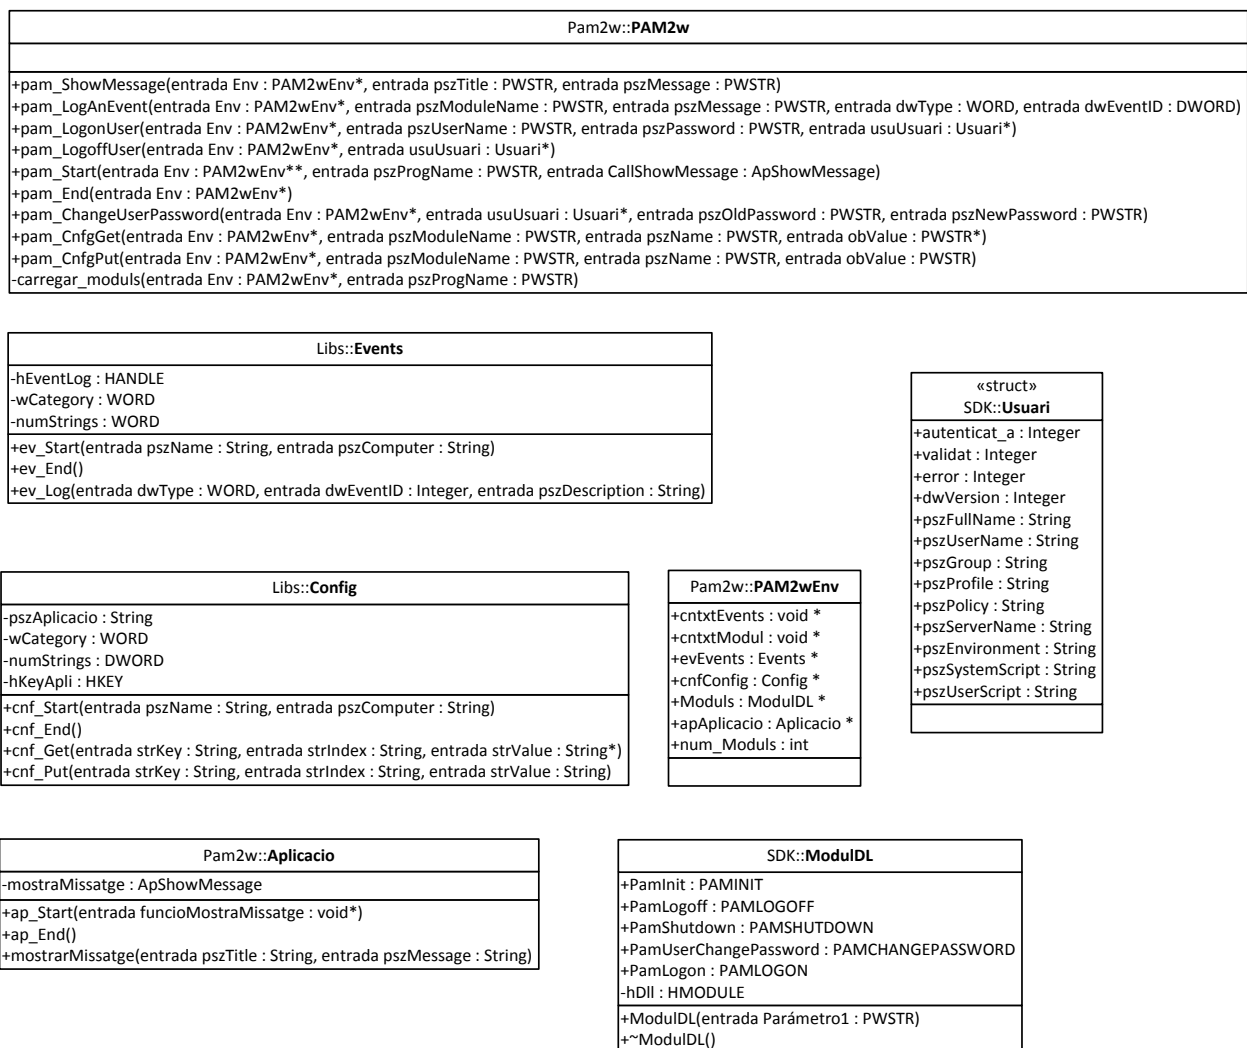 Pam2w::PAM2w
+pam_ShowMessage(entrada Env : PAM2wEnv*, entrada pszTitle : PWSTR, entrada pszMessage : PWSTR)
+pam_LogAnEvent(entrada Env : PAM2wEnv*, entrada pszModuleName : PWSTR, entrada pszMessage : PWSTR, entrada dwType : WORD, entrada dwEventID : DWORD)
+pam_LogonUser(entrada Env : PAM2wEnv*, entrada pszUserName : PWSTR, entrada pszPassword : PWSTR, entrada usuUsuari : Usuari*)
+pam_LogoffUser(entrada Env : PAM2wEnv*, entrada usuUsuari : Usuari*)
+pam_Start(entrada Env : PAM2wEnv**, entrada pszProgName : PWSTR, entrada CallShowMessage : ApShowMessage)
+pam_End(entrada Env : PAM2wEnv*)
+pam_ChangeUserPassword(entrada Env : PAM2wEnv*, entrada usuUsuari : Usuari*, entrada pszOldPassword : PWSTR, entrada pszNewPassword : PWSTR)
+pam_CnfgGet(entrada Env : PAM2wEnv*, entrada pszModuleName : PWSTR, entrada pszName : PWSTR, entrada obValue : PWSTR*)
+pam_CnfgPut(entrada Env : PAM2wEnv*, entrada pszModuleName : PWSTR, entrada pszName : PWSTR, entrada obValue : PWSTR)
-carregar_moduls(entrada Env : PAM2wEnv*, entrada pszProgName : PWSTR)
Libs::Events
-hEventLog : HANDLE
-wCategory : WORD
-numStrings : WORD
+ev_Start(entrada pszName : String, entrada pszComputer : String)
+ev_End()
+ev_Log(entrada dwType : WORD, entrada dwEventID : Integer, entrada pszDescription : String)
«struct»
SDK::Usuari
+autenticat_a : Integer
+validat : Integer
+error : Integer
+dwVersion : Integer
+pszFullName : String
+pszUserName : String
+pszGroup : String
+pszProfile : String
+pszPolicy : String
+pszServerName : String
+pszEnvironment : String
+pszSystemScript : String
+pszUserScript : String
Libs::Config
-pszAplicacio : String
-wCategory : WORD
-numStrings : DWORD
-hKeyApli : HKEY
+cnf_Start(entrada pszName : String, entrada pszComputer : String)
+cnf_End()
+cnf_Get(entrada strKey : String, entrada strIndex : String, entrada strValue : String*)
+cnf_Put(entrada strKey : String, entrada strIndex : String, entrada strValue : String)
Pam2w::PAM2wEnv
+cntxtEvents : void *
+cntxtModul : void *
+evEvents : Events *
+cnfConfig : Config *
+Moduls : ModulDL *
+apAplicacio : Aplicacio *
+num_Moduls : int
Pam2w::Aplicacio
-mostraMissatge : ApShowMessage
+ap_Start(entrada funcioMostraMissatge : void*)
+ap_End()
+mostrarMissatge(entrada pszTitle : String, entrada pszMessage : String)
SDK::ModulDL
+PamInit : PAMINIT
+PamLogoff : PAMLOGOFF
+PamShutdown : PAMSHUTDOWN
+PamUserChangePassword : PAMCHANGEPASSWORD
+PamLogon : PAMLOGON
-hDll : HMODULE
+ModulDL(entrada Parámetro1 : PWSTR)
+~ModulDL()